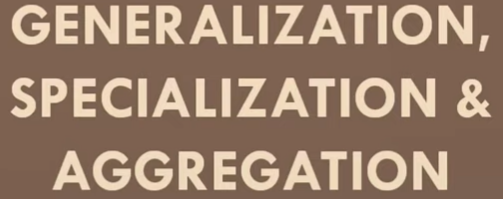 GENERALIZATION,
SPECIALIZATION &
AGGREGATION